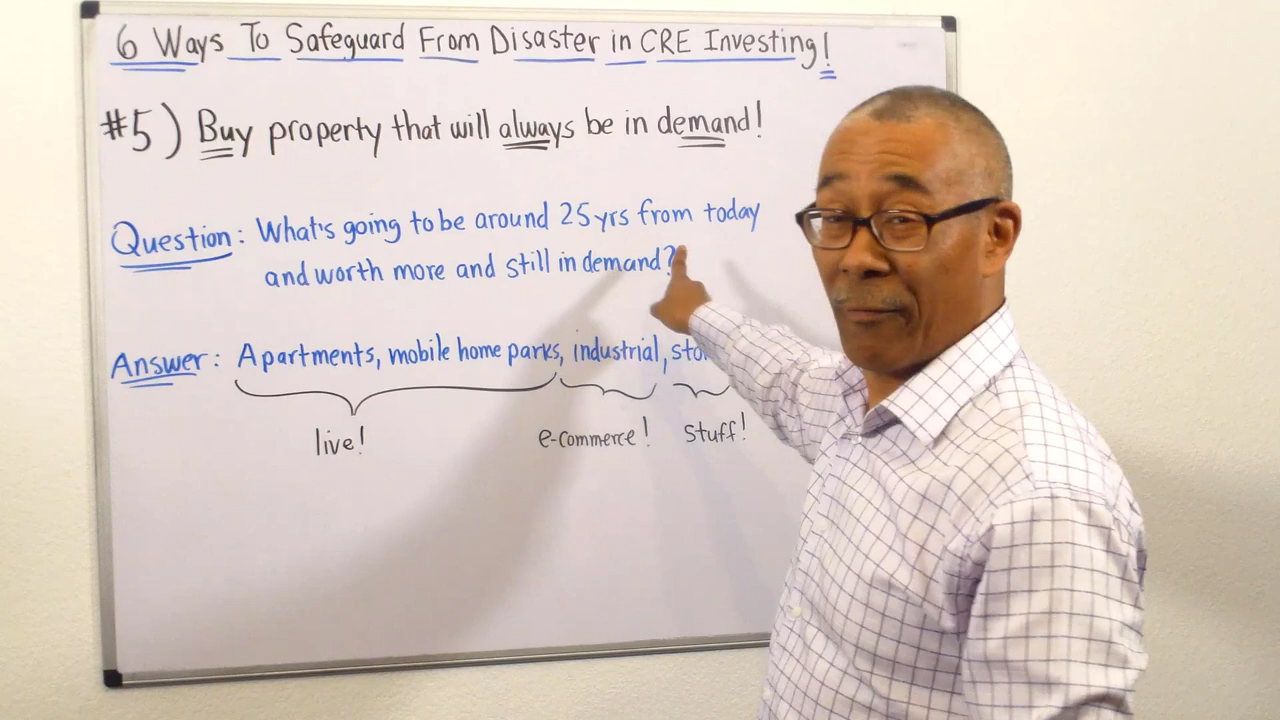 6 Ways To Safeguard From Disaster in CRE Investing!
#5) Buy property that will always be in demand!
Question: What's going to be around 25 yrs from today
and worth more and still in demand?
Answer: Apartments, mobile home parks, industrial,
live! e-commerce! stuff!